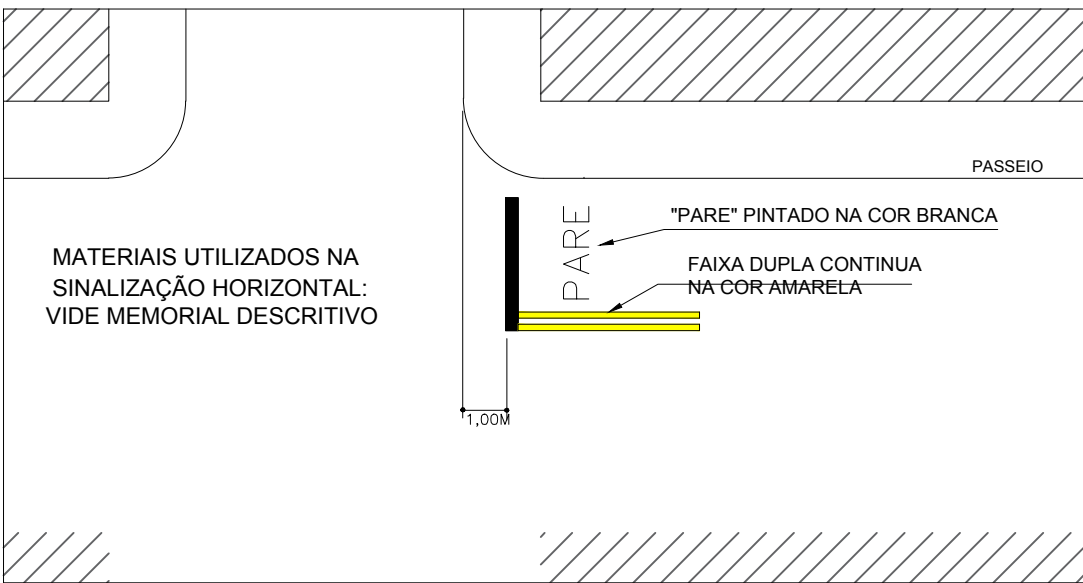 PASSEIO
"PARE" PINTADO NA COR BRANCA
PARE
FAIXA DUPLA CONTINUA
NA COR AMARELA
MATERIAIS UTILIZADOS NA
SINALIZAÇÃO HORIZONTAL:
VIDE MEMORIAL DESCRITIVO
1,00M